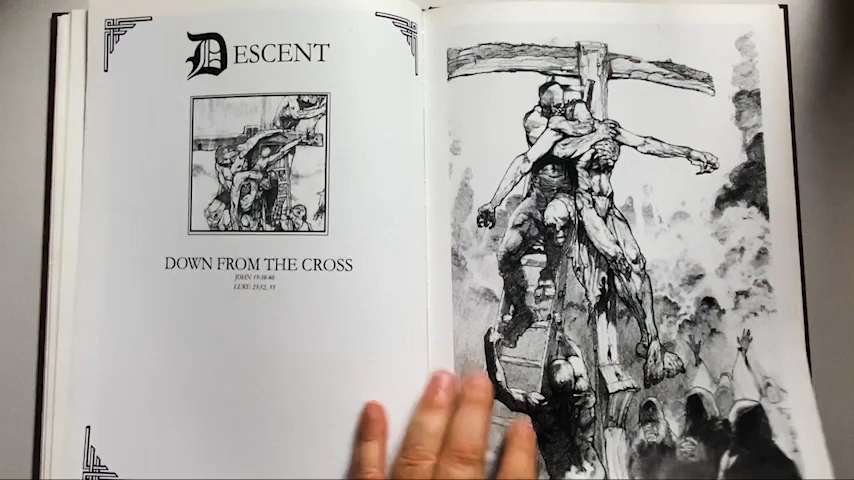 DESCENT
DOWN FROM THE CROSS
JOHN 19:38-40
LUKE 23:52, 53